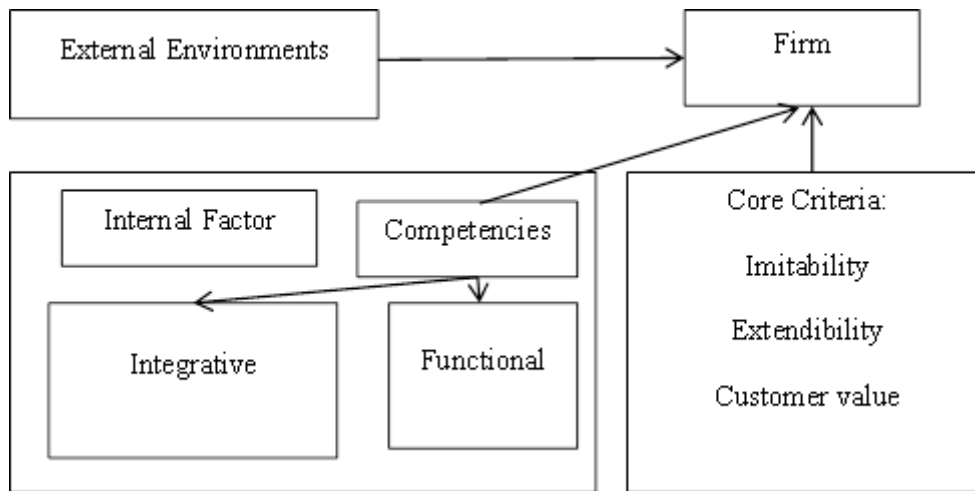 External Environments
Firm
Internal Factor
Competencies
Integrative
Functional
Core Criteria:
Imitability
Extendibility
Customer value